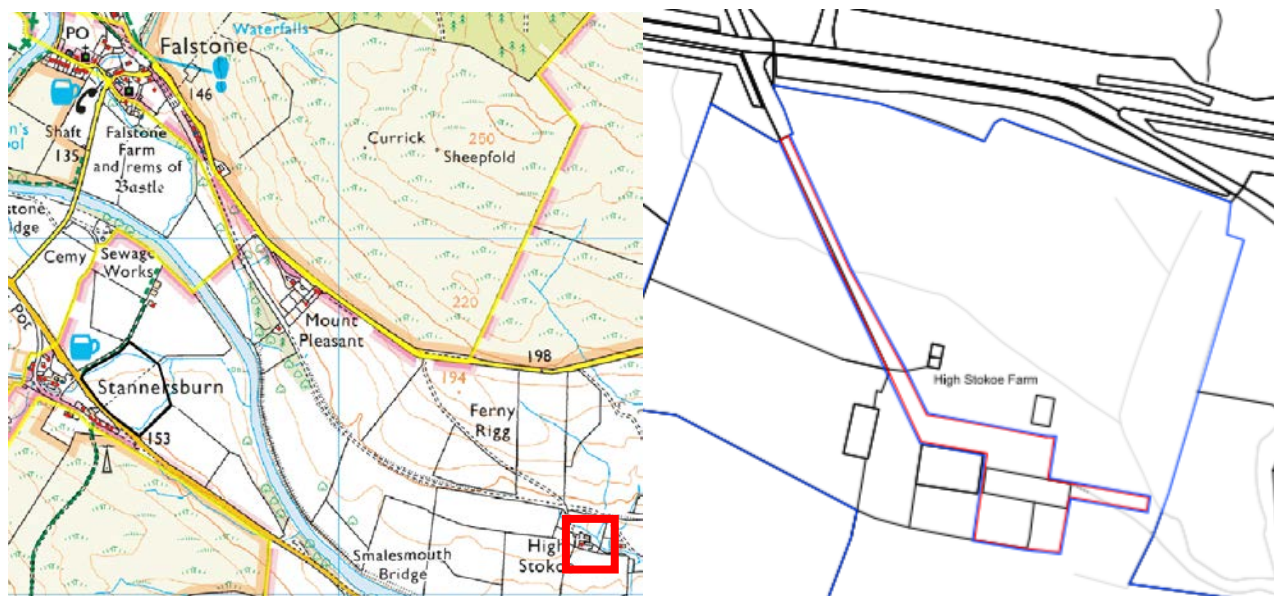 PO
Falstone
Waterfalls
146
Shaft
135
Falstone
Farm
and rems of
Bastle
Currick
250
Sheepfold
Cemy
Sewage
Works
Mount
Pleasant
220
198
194
Stannersburn
153
Ferny
Rigg
Smalesmouth
Bridge
High
High Stokoe Farm